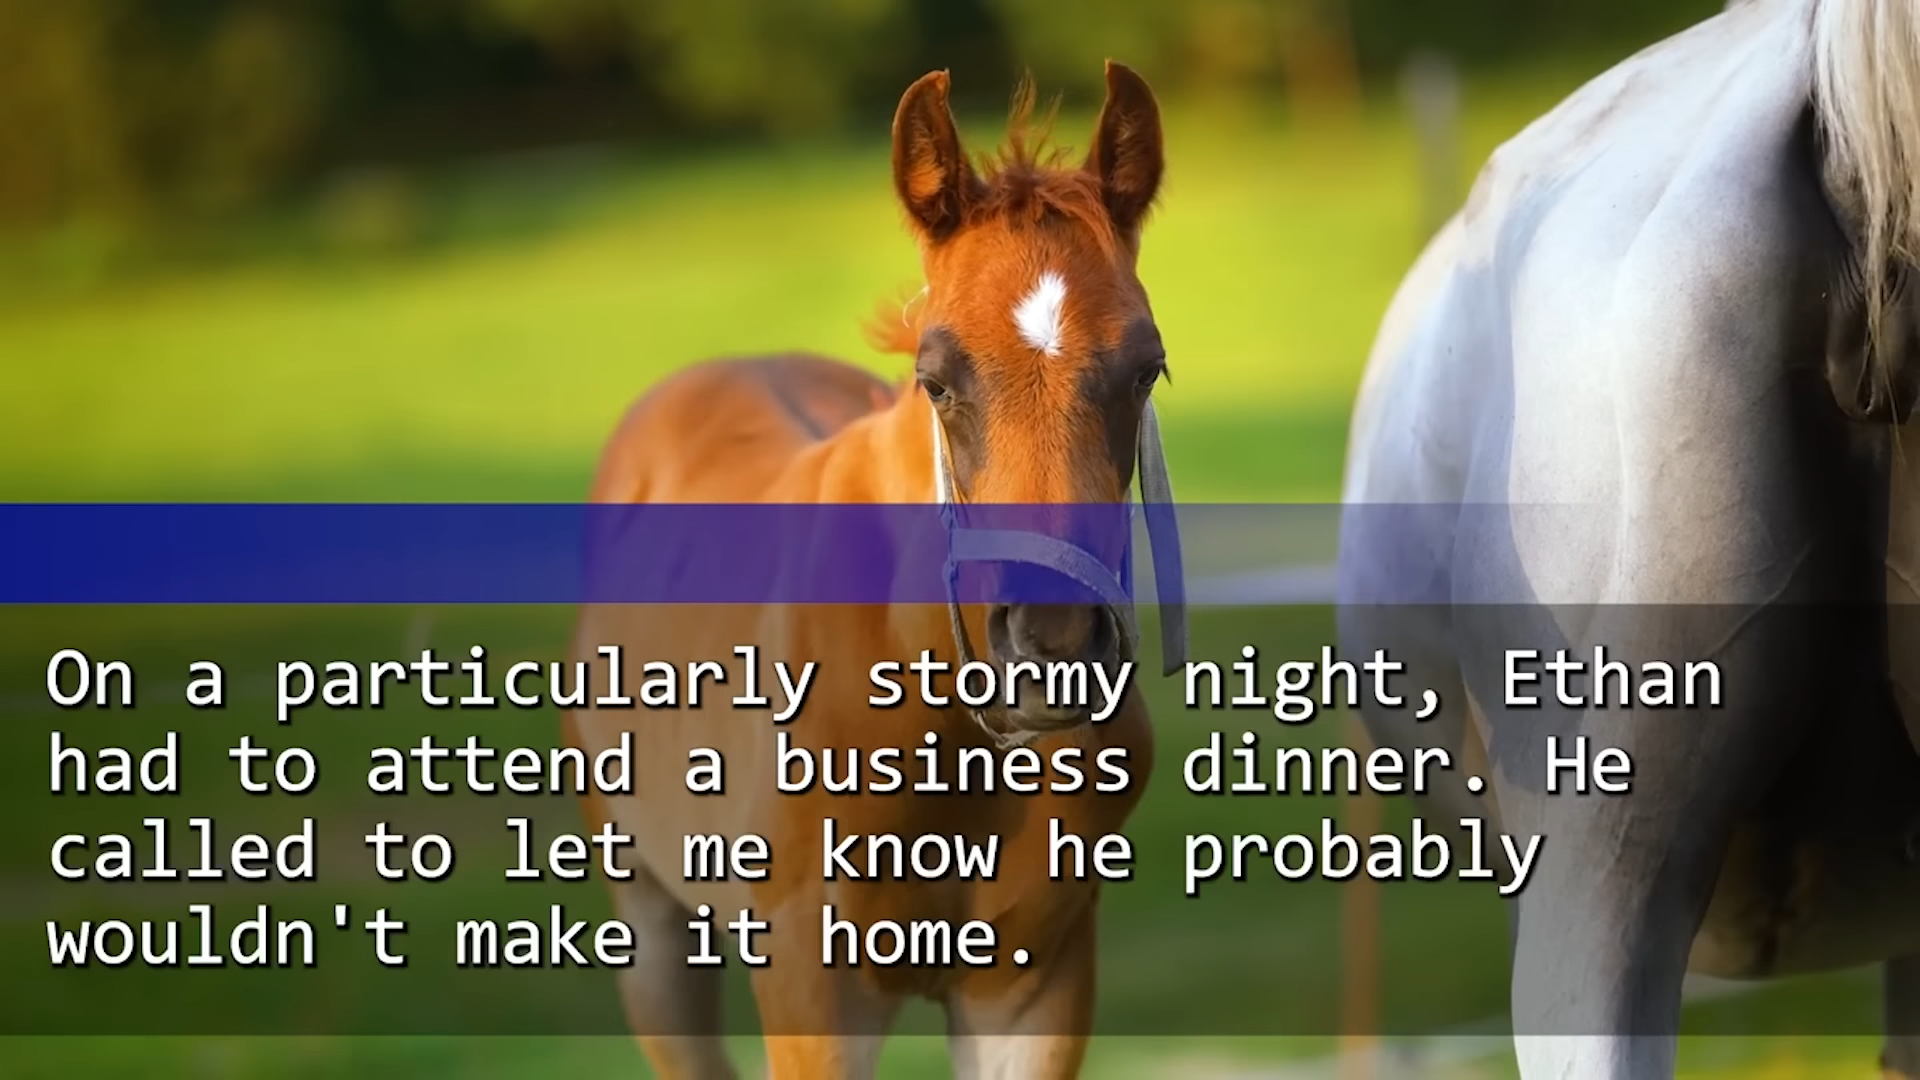 On a particularly stormy night, Ethan
had to attend a business dinner. He
called to let me know he probably
wouldn't make it home.